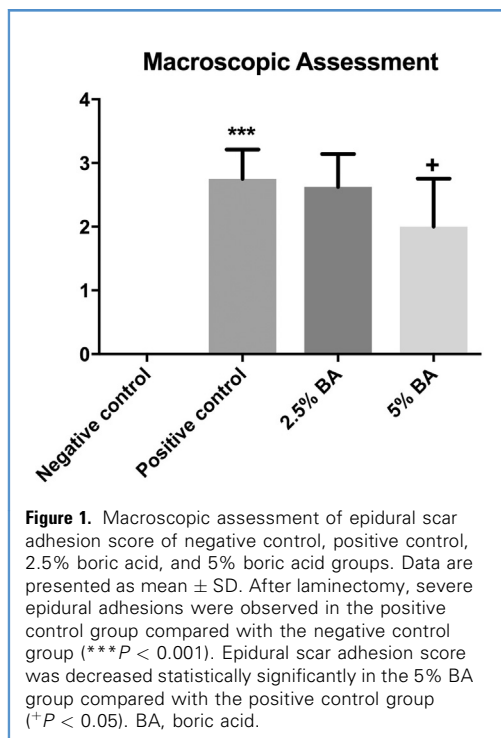 Macroscopic Assessment
4
3
2
1
0
***
+
Negative control
Positive control
2.5% BA
5% BA
Figure 1. Macroscopic assessment of epidural scar
adhesion score of negative control, positive control,
2.5% boric acid, and 5% boric acid groups. Data are
presented as mean ± SD. After laminectomy, severe
epidural adhesions were observed in the positive
control group compared with the negative control
group (***P < 0.001). Epidural scar adhesion score
was decreased statistically significantly in the 5% BA
group compared with the positive control group
(+P < 0.05). BA, boric acid.